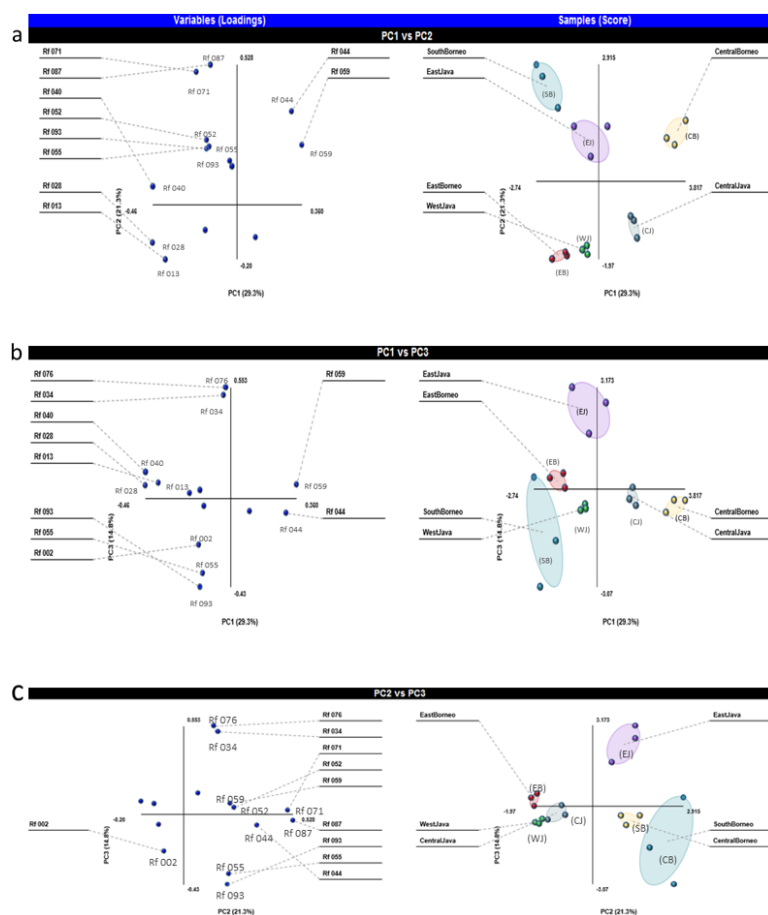 Variables (Loadings)
Samples (Score)
a
PC1 vs PC2
Rf 071
Rf 087
Rf 040
Rf 052
Rf 093
Rf 055
Rf 028
Rf 013
Rf 087
0.528
Rf 071
Rf 044
Rf 059
Rf 044
Rf 052
Rf 055
Rf 059
Rf 093
Rf 040
-0.46
0.380
PC2 (21.3%)
Rf 028
Rf 013
-0.28
PC1 (29.3%)
SouthBorneo
EastJava
EastBorneo
WestJava
2.915
CentralBorneo
(SB)
(EJ)
(CB)
-2.74
3.817
CentralJava
PC2 (21.3%)
(WJ)
(CJ)
(EB)
-1.97
PC1 (29.3%)
b
PC1 vs PC3
Rf 076
Rf 034
Rf 040
Rf 028
Rf 013
Rf 093
Rf 055
Rf 002
Rf 076
0.553
Rf 034
Rf 059
Rf 040
Rf 028
Rf 013
Rf 059
-0.46
0.380
Rf 044
Rf 044
PC3 (14.8%)
Rf 002
Rf 055
Rf 093
-0.43
PC1 (29.3%)
EastJava
EastBorneo
SouthBorneo
WestJava
3.173
(EJ)
(EB)
-2.74
3.817
(WJ)
(CJ)
(CB)
CentralBorneo
CentralJava
(SB)
PC3 (14.8%)
-3.07
PC1 (29.3%)
c
PC2 vs PC3
0.553
Rf 076
Rf 034
Rf 076
Rf 034
Rf 071
Rf 052
Rf 059
Rf 059
Rf 052
Rf 071
-0.28
0.528
Rf 044
Rf 087
Rf 087
Rf 093
Rf 055
Rf 044
Rf 002
Rf 002
PC3 (14.8%)
Rf 055
Rf 093
-0.43
PC2 (21.3%)
EastBorneo
WestJava
CentralJava
3.173
EastJava
(EJ)
(EB)
-1.97
2.915
(CJ)
(WJ)
(SB)
(CB)
SouthBorneo
CentralBorneo
PC3 (14.8%)
-3.07
PC2 (21.3%)